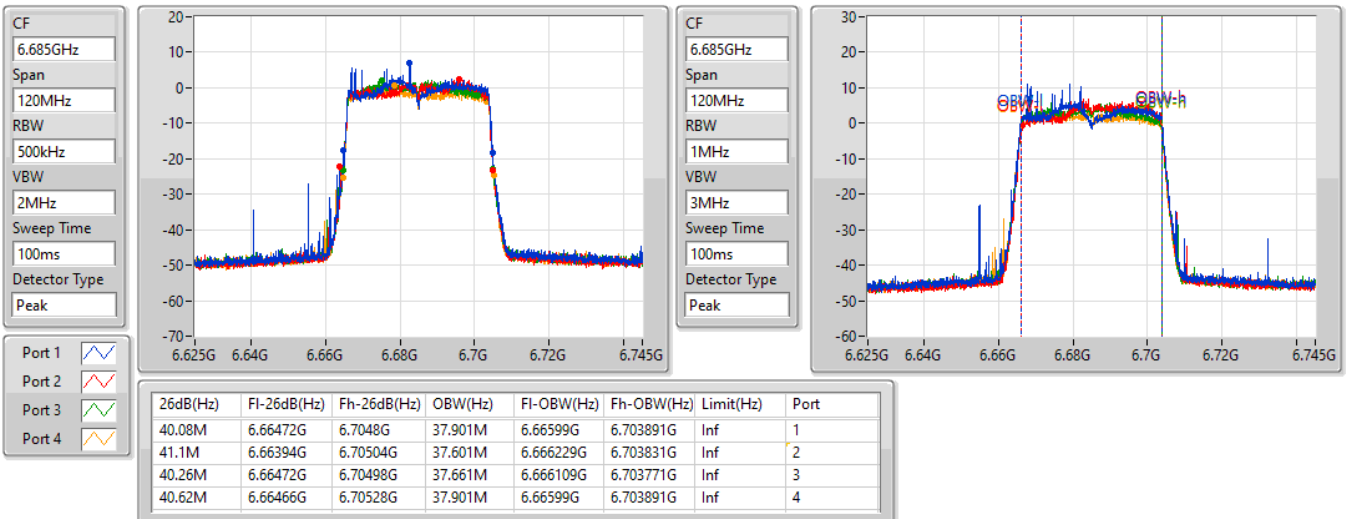 CF
6.685GHz
Span
120MHz
RBW
500kHz
VBW
2MHz
Sweep Time
100ms
Detector Type
Peak
20
10
0
-10
-20
-30
-40
-50
-60
-70
6.625G 6.64G 6.66G 6.68G 6.7G 6.72G 6.745G
CF
6.685GHz
Span
120MHz
RBW
1MHz
VBW
3MHz
Sweep Time
100ms
Detector Type
Peak
30
20
10
0
-10
-20
-30
-40
-50
-60
OBW-l OBW-h
6.625G 6.64G 6.66G 6.68G 6.7G 6.72G 6.745G
Port 1
Port 2
Port 3
Port 4
26dB(Hz) Fl-26dB(Hz) Fh-26dB(Hz) OBW(Hz) Fl-OBW(Hz) Fh-OBW(Hz) Limit(Hz) Port
40.08M 6.66472G 6.7048G 37.901M 6.66599G 6.703891G Inf 1
41.1M 6.66394G 6.70504G 37.601M 6.666229G 6.703831G Inf 2
40.26M 6.66472G 6.70498G 37.661M 6.666109G 6.703771G Inf 3
40.62M 6.66466G 6.70528G 37.901M 6.66599G 6.703891G Inf 4